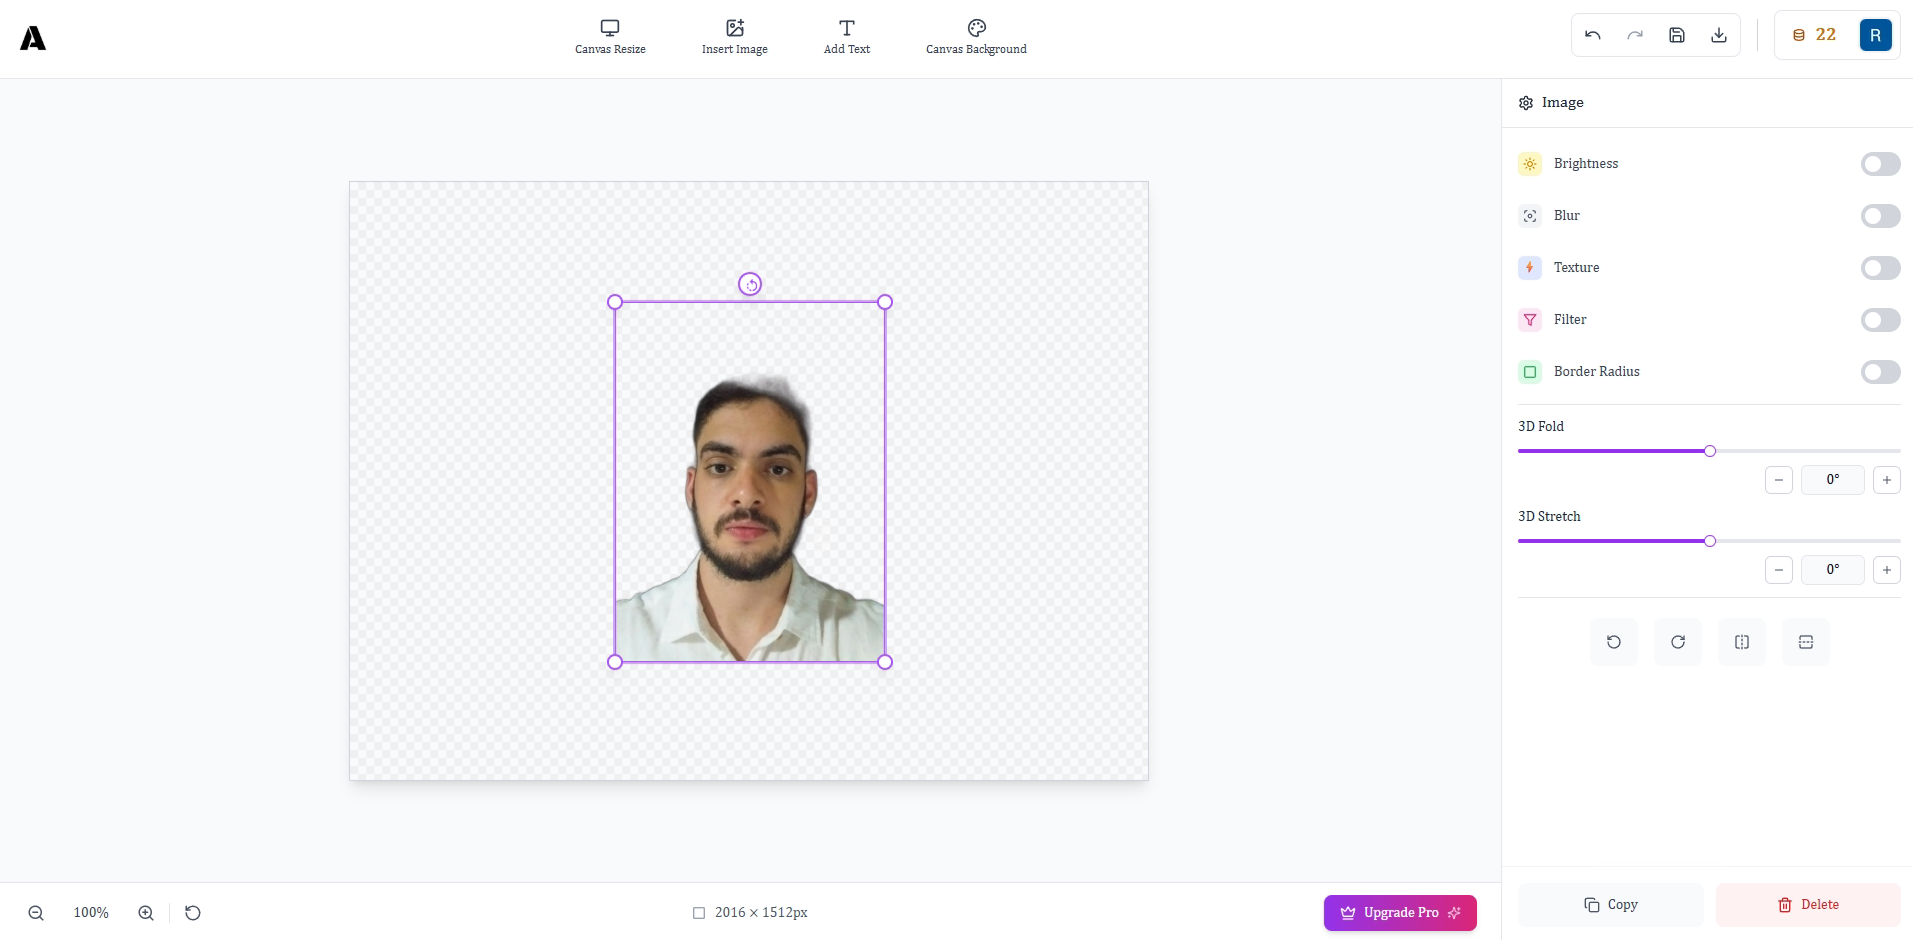 Canvas Resize
Insert Image
Add Text
Canvas Background
22
R
Image
Brightness
Blur
Texture
Filter
Border Radius
3D Fold
0°
3D Stretch
0°
100%
2016 × 1512px
Upgrade Pro
Copy
Delete